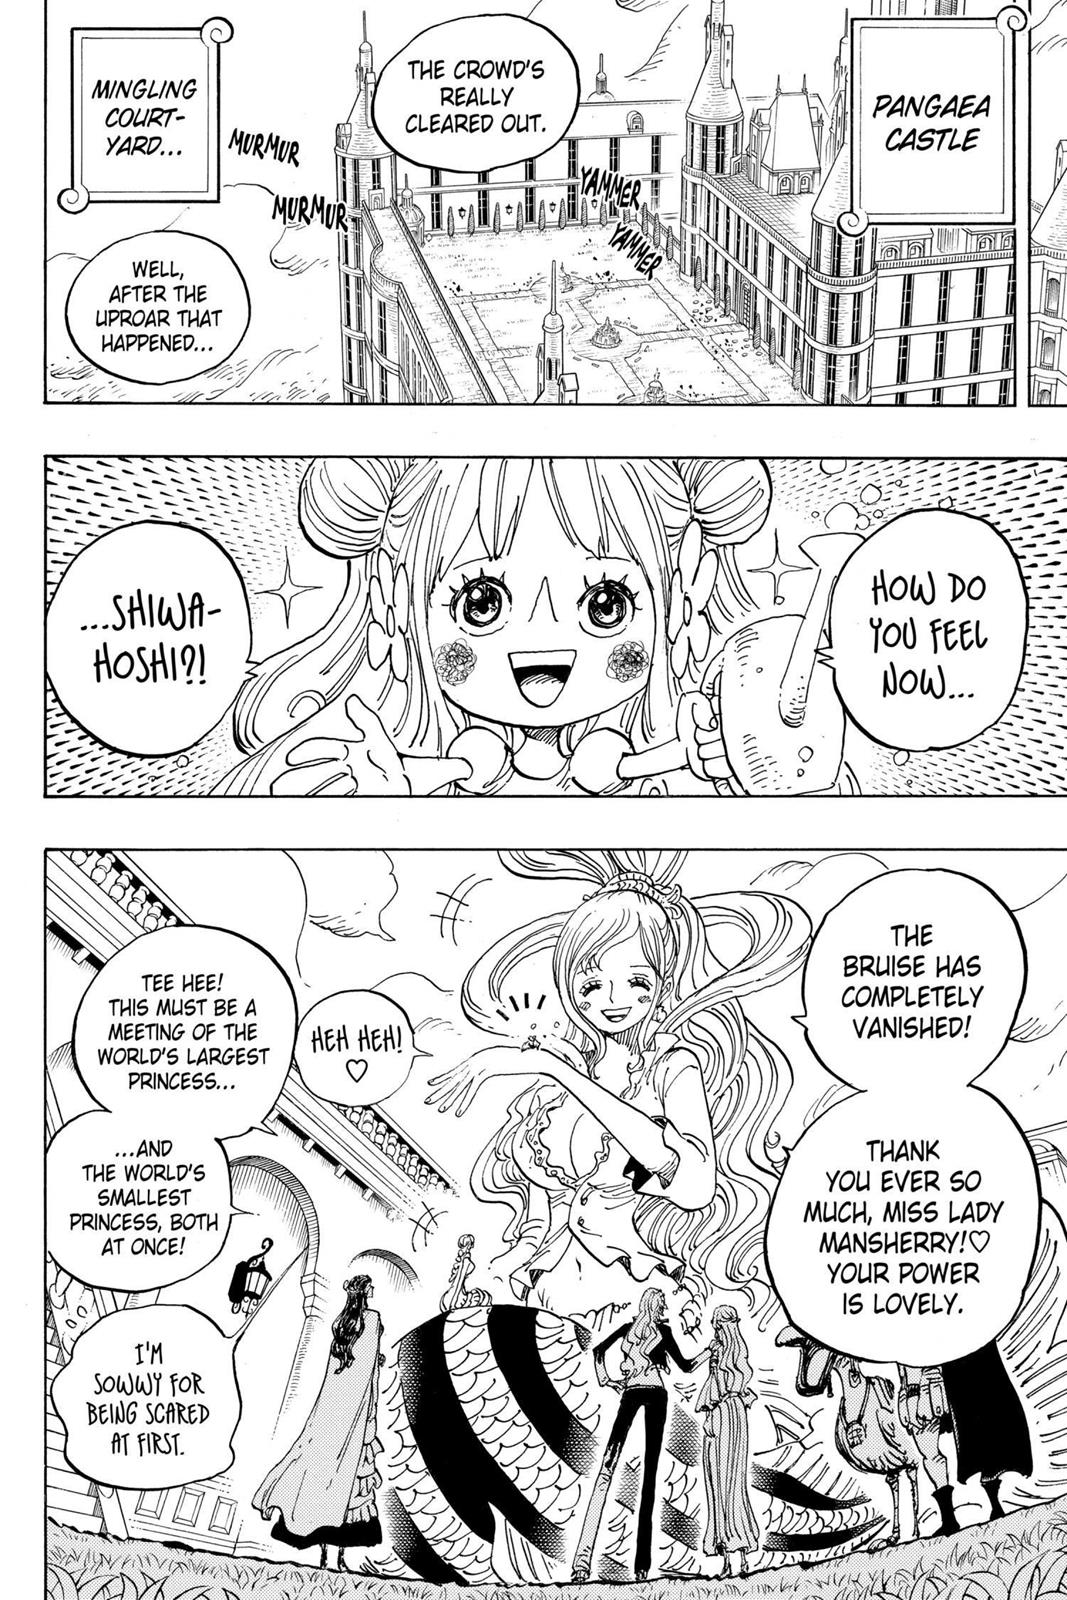 PANGAEA
CASTLE
THE CROWD'S
REALLY
CLEARED OUT.
MINGLING
COURT-
YARD...
MURMUR
MURMUR
YAMMER
YAMMER
WELL,
AFTER THE
UPROAR THAT
HAPPENED...
HOW DO
YOU FEEL
NOW...
...SHIWA-
HOSHI?!
THE
BRUISE HAS
COMPLETELY
VANISHED!
THANK
YOU EVER SO
MUCH, MISS LADY
MANSHERRY!♡
YOUR POWER
IS LOVELY.
HEH HEH!
♡
TEE HEE!
THIS MUST BE A
MEETING OF THE
WORLD'S LARGEST
PRINCESS...
...AND
THE WORLD'S
SMALLEST
PRINCESS, BOTH
AT ONCE!
I'M
SOWWY FOR
BEING SCARED
AT FIRST.